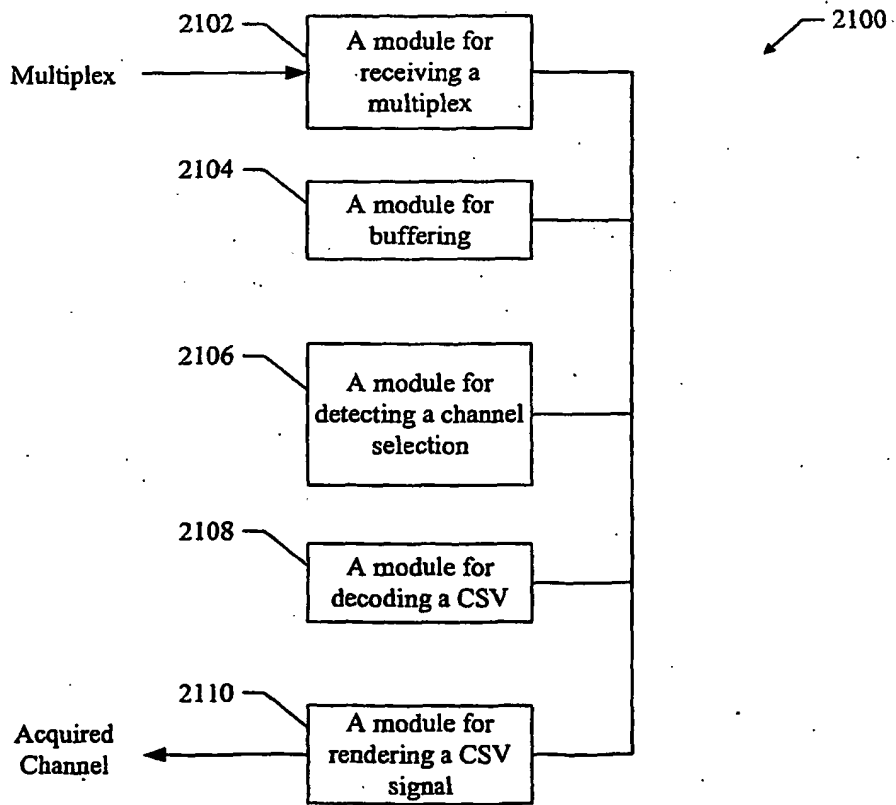 2100
2102
A module for
receiving a
multiplex
Multiplex
2104
A module for
buffering
2106
A module for
detecting a channel
selection
2108
A module for
decoding a CSV
2110
A module for
rendering a CSV
signal
Acquired
Channel